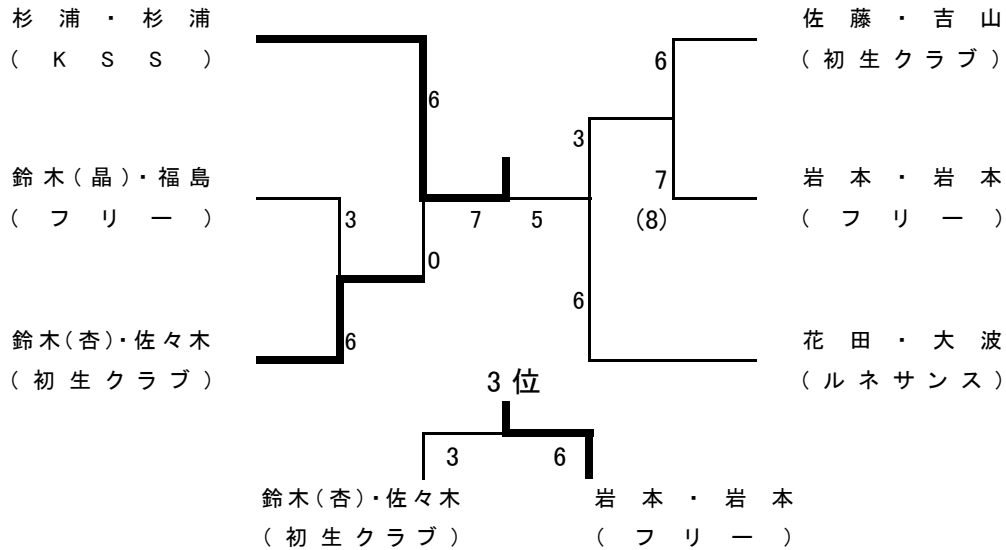 杉浦・杉浦
(KSS)
佐藤・吉山
(初生クラブ)
6
6
3
鈴木(晶)・福島
(フリー)
3
7
5
7
(8)
岩本・岩本
(フリー)
0
6
鈴木(杏)・佐々木
(初生クラブ)
6
花田・大波
(ルネサンス)
3位
3
6
鈴木(杏)・佐々木
(初生クラブ)
岩本・岩本
(フリー)